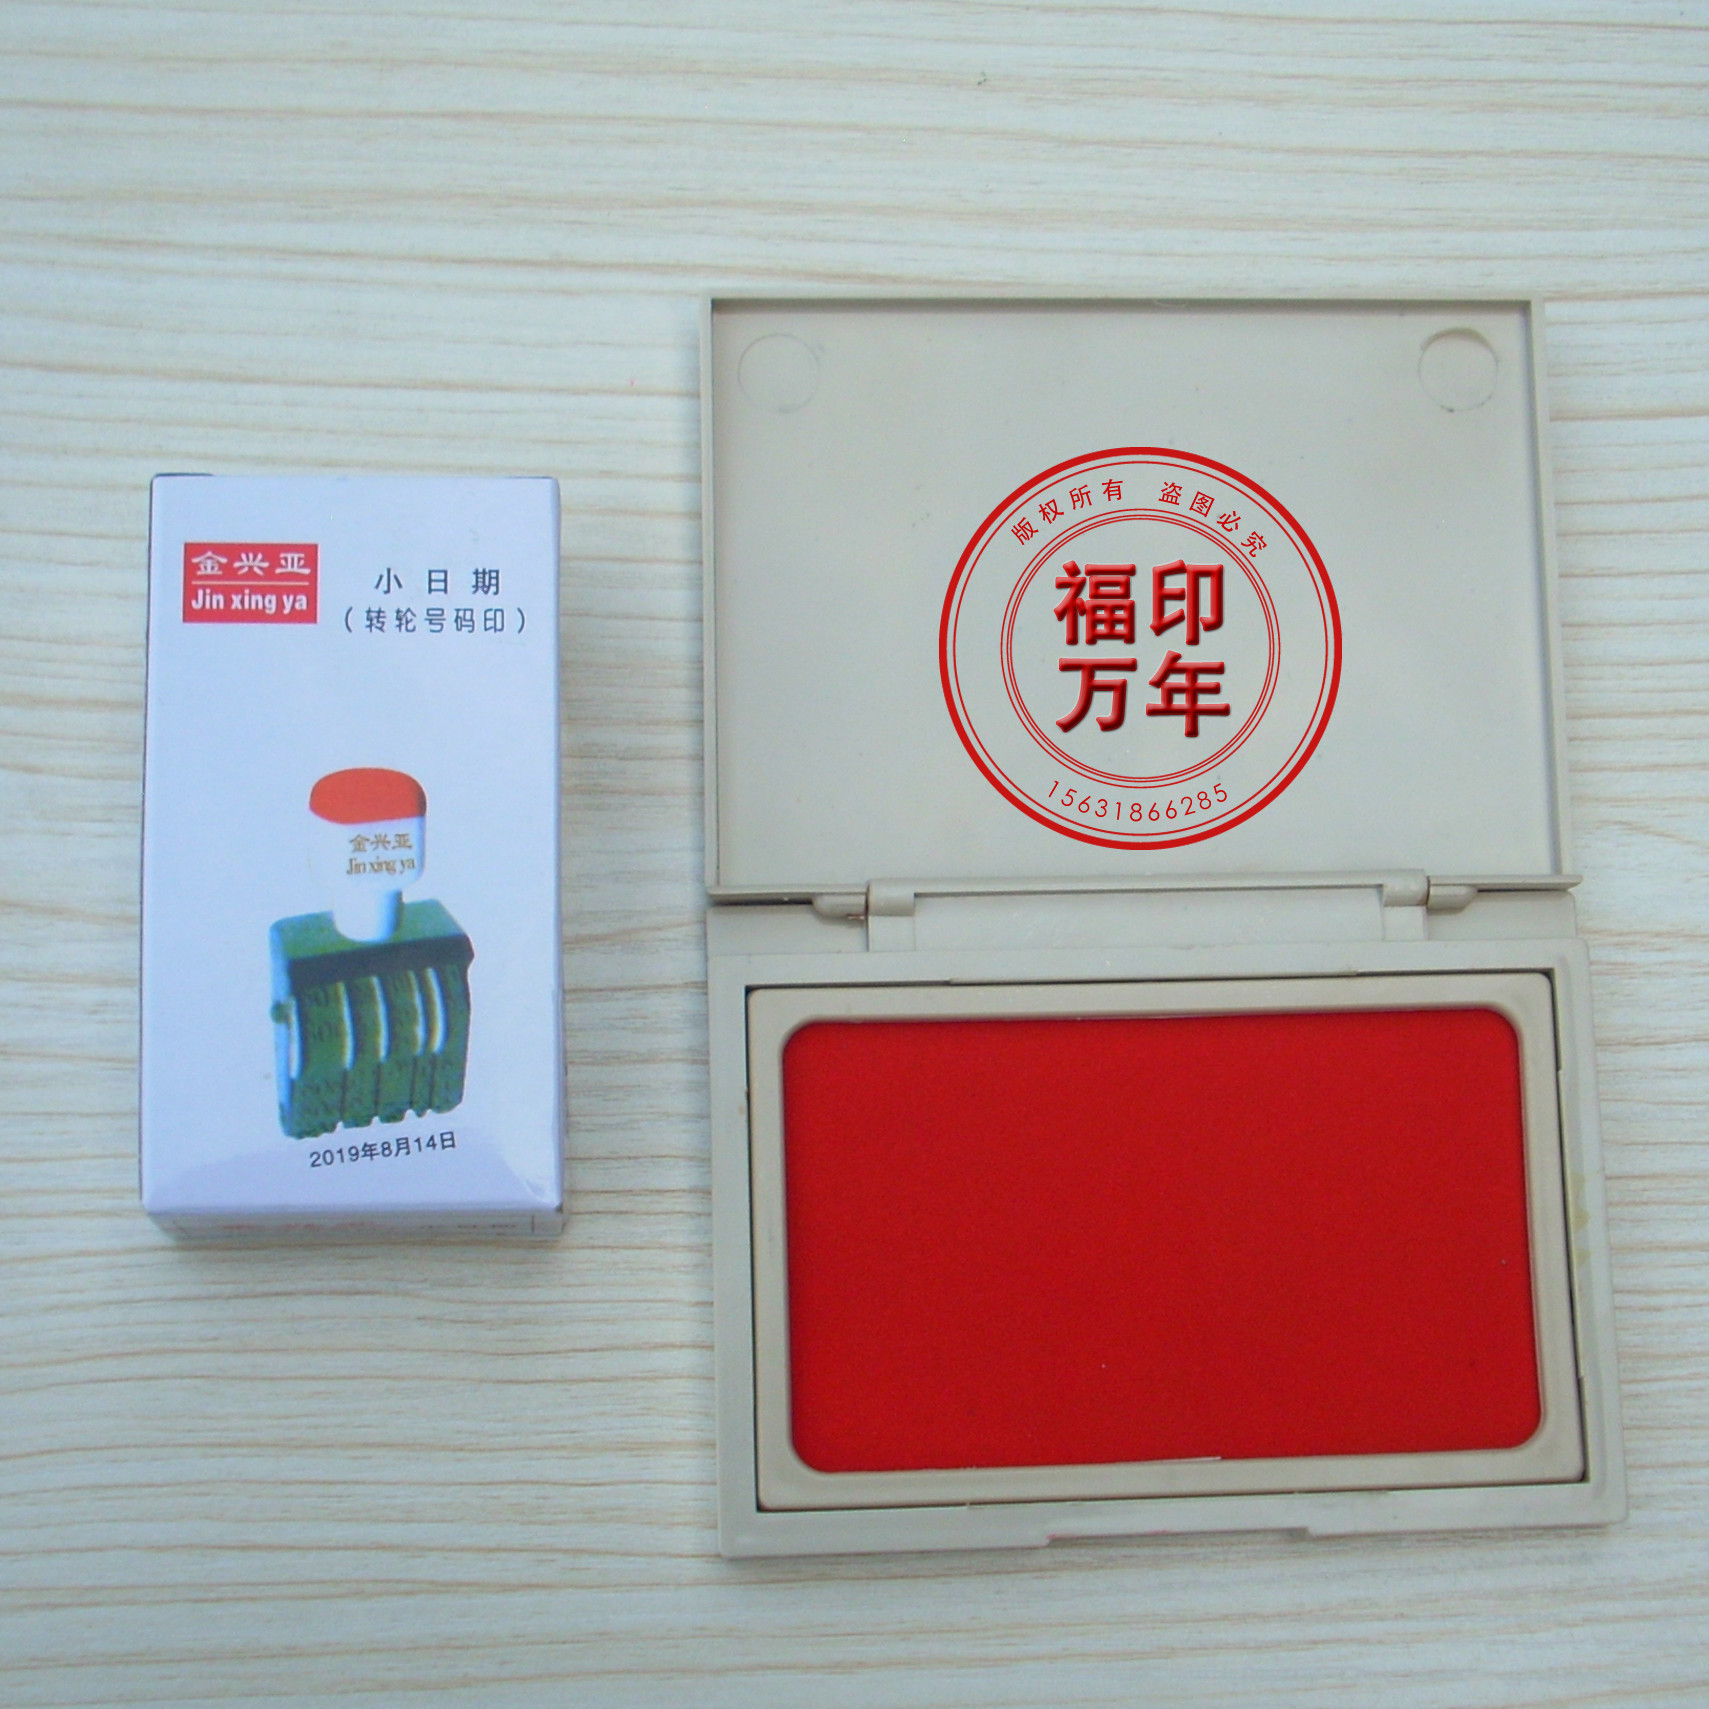 金兴亚
Jin xing ya
小日期
（转轮号码印）
金兴亚
Jin xing ya
2019年8月14日
版权所有 盗图必究
福印
万年
15631866285